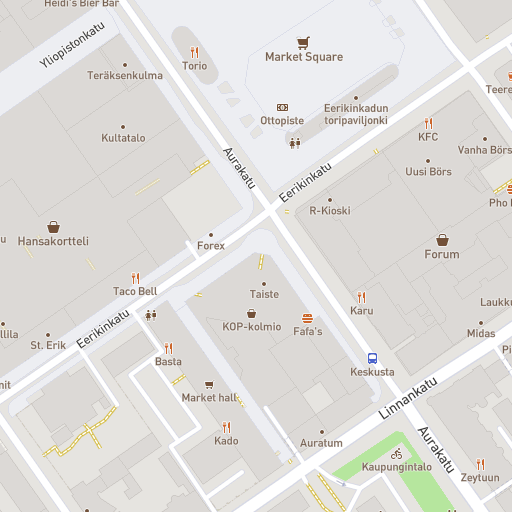 Heidi's Bier Bar
Yliopistonkatu
Torio
Market Square
Teräksenkulma
Teere
Eerikinkadun
toripaviljonki
Ottopiste
Kultatalo
KFC
Vanha Börs
Aurakatu
Eerikinkatu
Uusi Börs
Pho
R-Kioski
Hansakortteli
Forex
Forum
Taco Bell
Taiste
Karu
Laukku
KOP-kolmio
Fafa's
Eerikinkatu
Midas
St. Erik
Basta
Keskusta
Pi
Market hall
Linnankatu
Kado
Auratum
Aurakatu
Kaupungintalo
Zeytuun